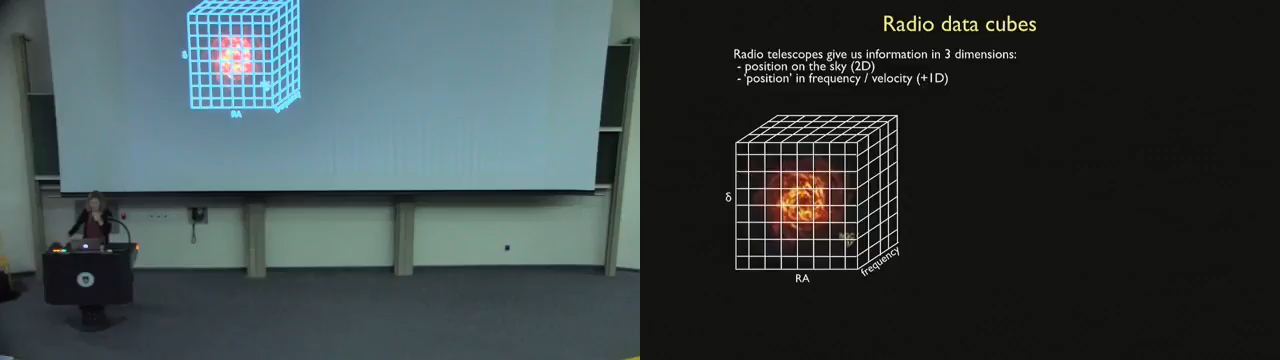 RA
Radio data cubes
Radio telescopes give us information in 3 dimensions:
- position on the sky (2D)
- 'position' in frequency / velocity (+1D)
δ
RA
frequency